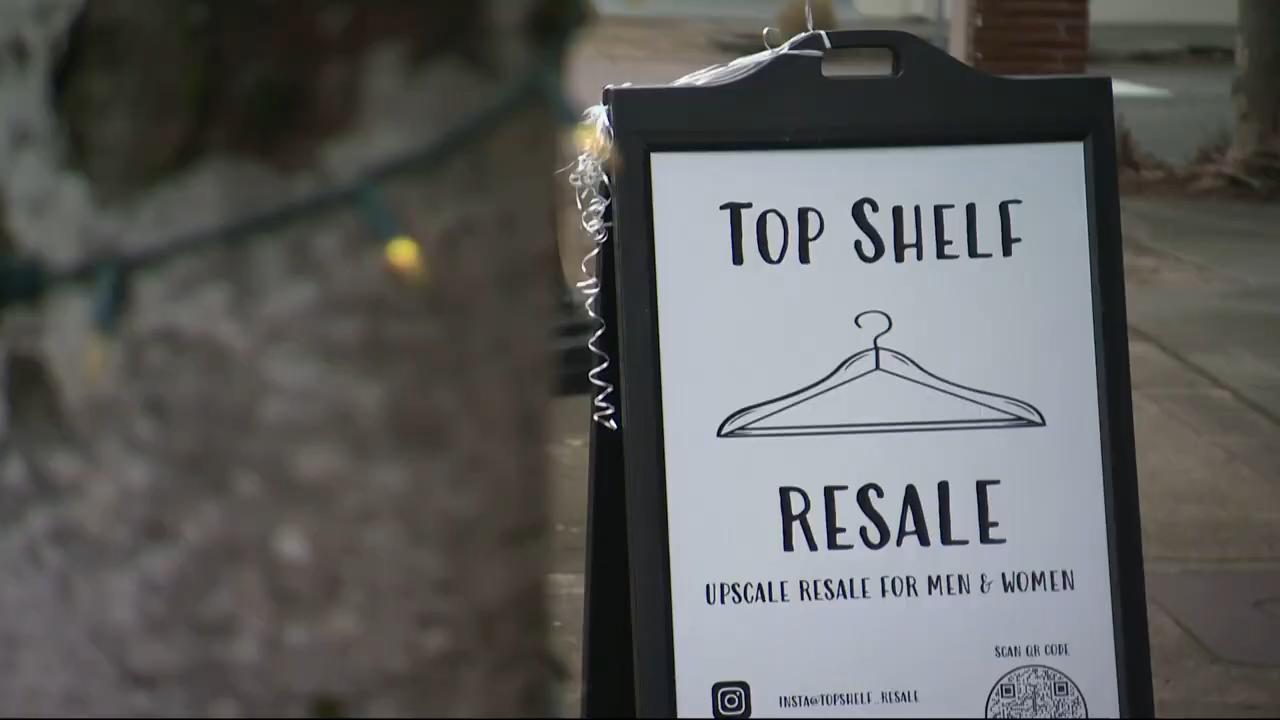 TOP SHELF
RESALE
UPSCALE RESALE FOR MEN & WOMEN
SCAN QR CODE
INSTA@TOPSHELF_RESALE